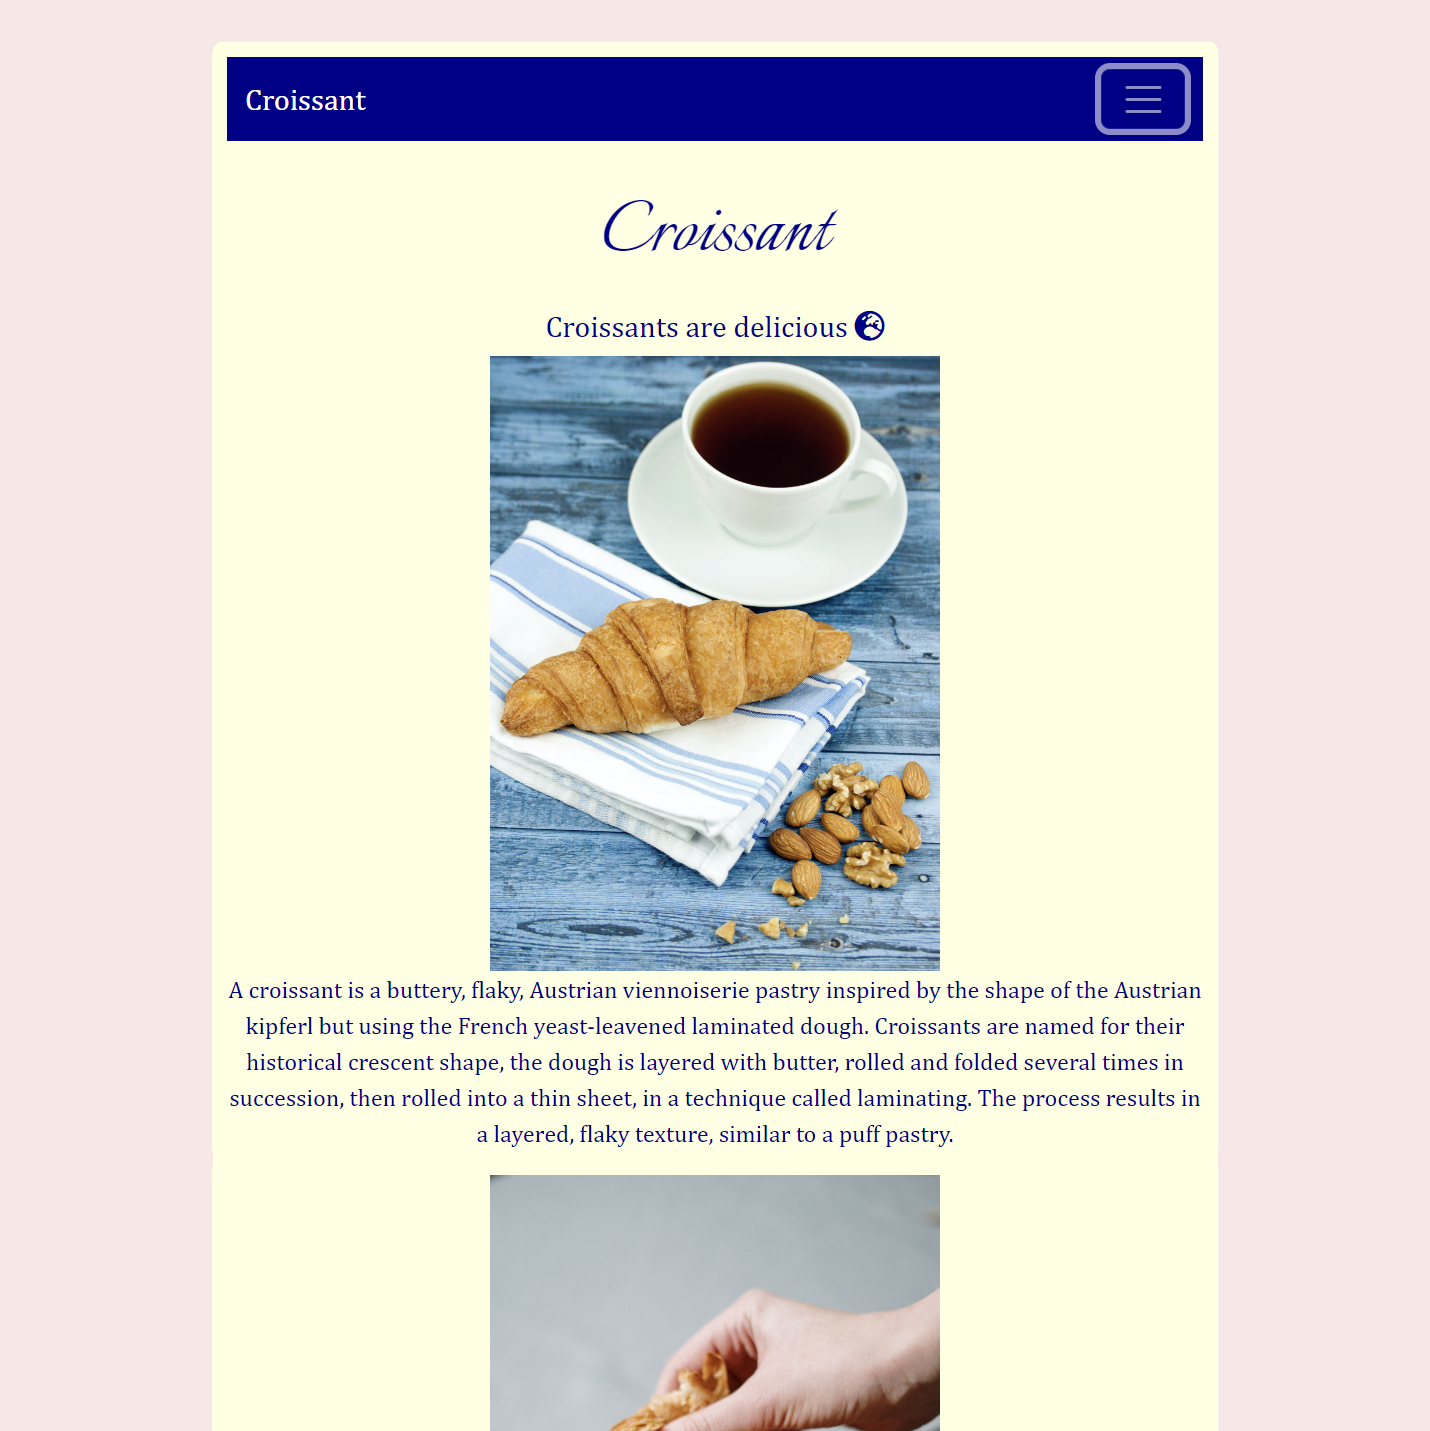 Croissant
Croissant
Croissants are delicious
A croissant is a buttery, flaky, Austrian viennoiserie pastry inspired by the shape of the Austrian
kipferl but using the French yeast-leavened laminated dough. Croissants are named for their
historical crescent shape, the dough is layered with butter, rolled and folded several times in
succession, then rolled into a thin sheet, in a technique called laminating. The process results in
a layered, flaky texture, similar to a puff pastry.